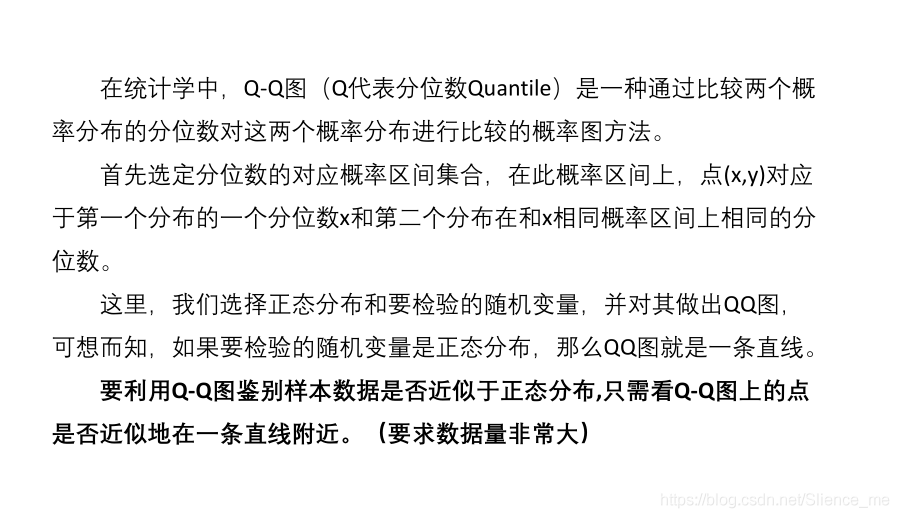 在统计学中，Q-Q图（Q代表分位数Quantile）是一种通过比较两个概
率分布的分位数对这两个概率分布进行比较的概率图方法。
首先选定分位数的对应概率区间集合，在此概率区间上，点(x,y)对应
于第一个分布的一个分位数x和第二个分布在和x相同概率区间上相同的分
位数。
这里，我们选择正态分布和要检验的随机变量，并对其做出QQ图，
可想而知，如果要检验的随机变量是正态分布，那么QQ图就是一条直线。
要利用Q-Q图鉴别样本数据是否近似于正态分布,只需看Q-Q图上的点
是否近似地在一条直线附近。（要求数据量非常大）
https://blog.csdn.net/Slience_me